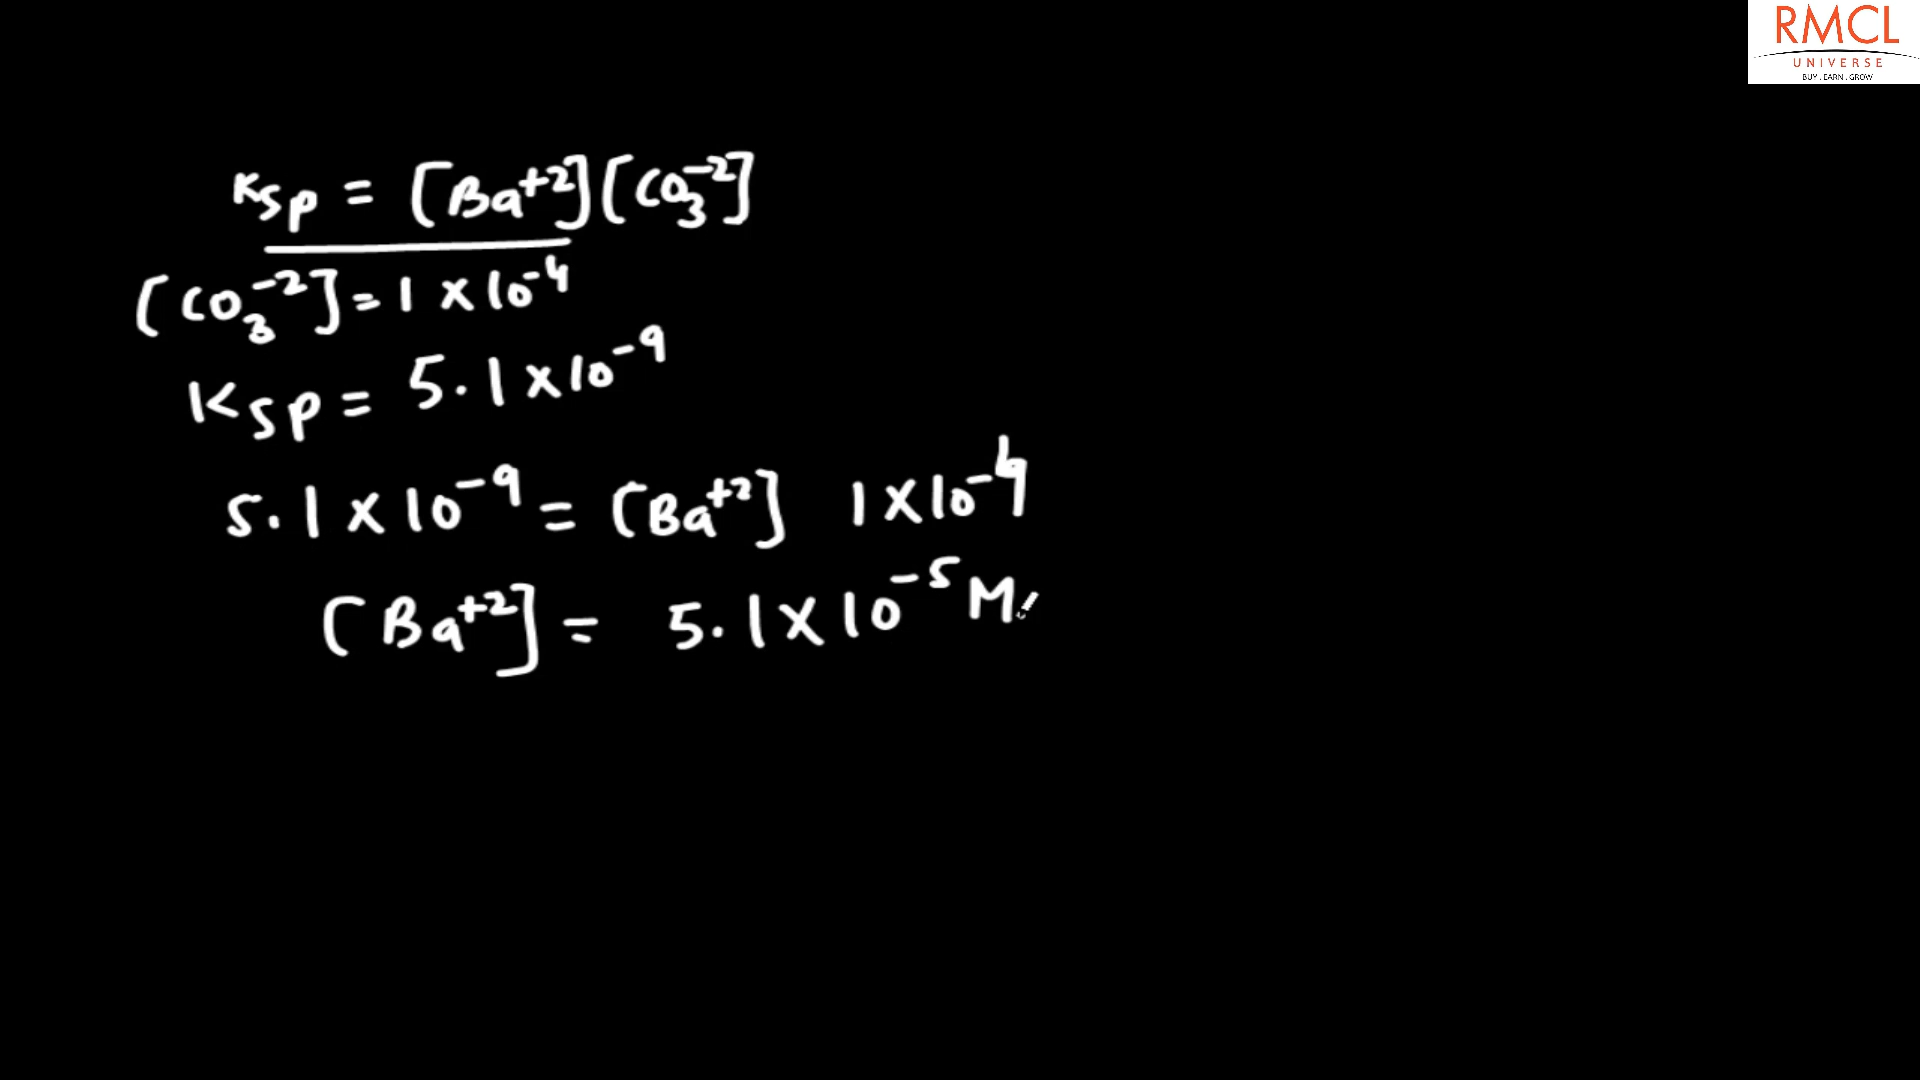 RMCL
UNIVERSE
BUY . EARN . GROW
Ksp = [Ba⁺²][CO₃⁻²]
[CO₃⁻²] = 1 × 10⁻⁴
Ksp = 5.1 × 10⁻⁹
5.1 × 10⁻⁹ = [Ba⁺²] 1 × 10⁻⁴
[Ba⁺²] = 5.1 × 10⁻⁵ M